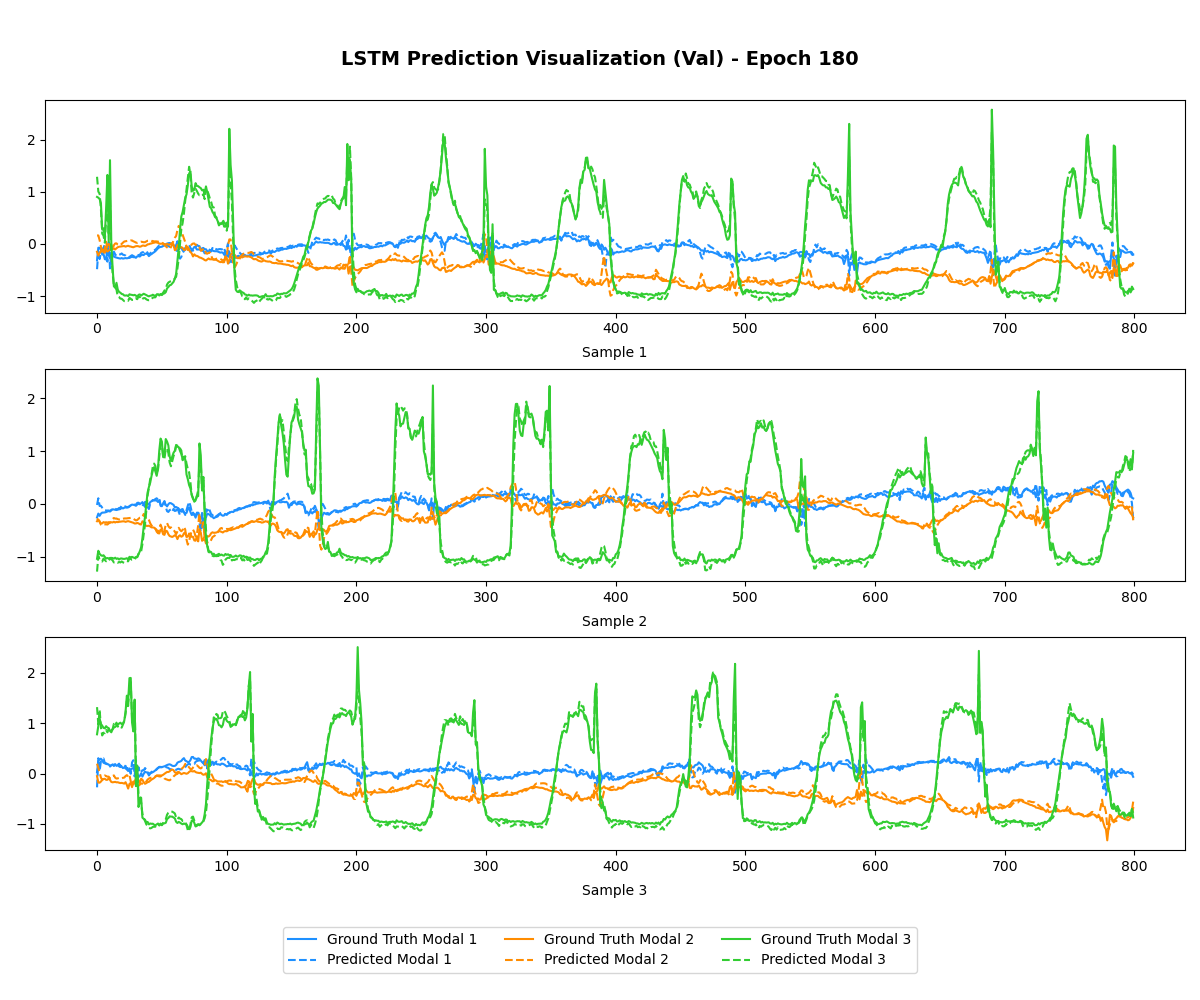 LSTM Prediction Visualization (Val) - Epoch 180
2
1
0
−1
0 100 200 300 400 500 600 700 800
Sample 1
2
1
0
−1
0 100 200 300 400 500 600 700 800
Sample 2
2
1
0
−1
0 100 200 300 400 500 600 700 800
Sample 3
Ground Truth Modal 1 Ground Truth Modal 2 Ground Truth Modal 3
Predicted Modal 1 Predicted Modal 2 Predicted Modal 3